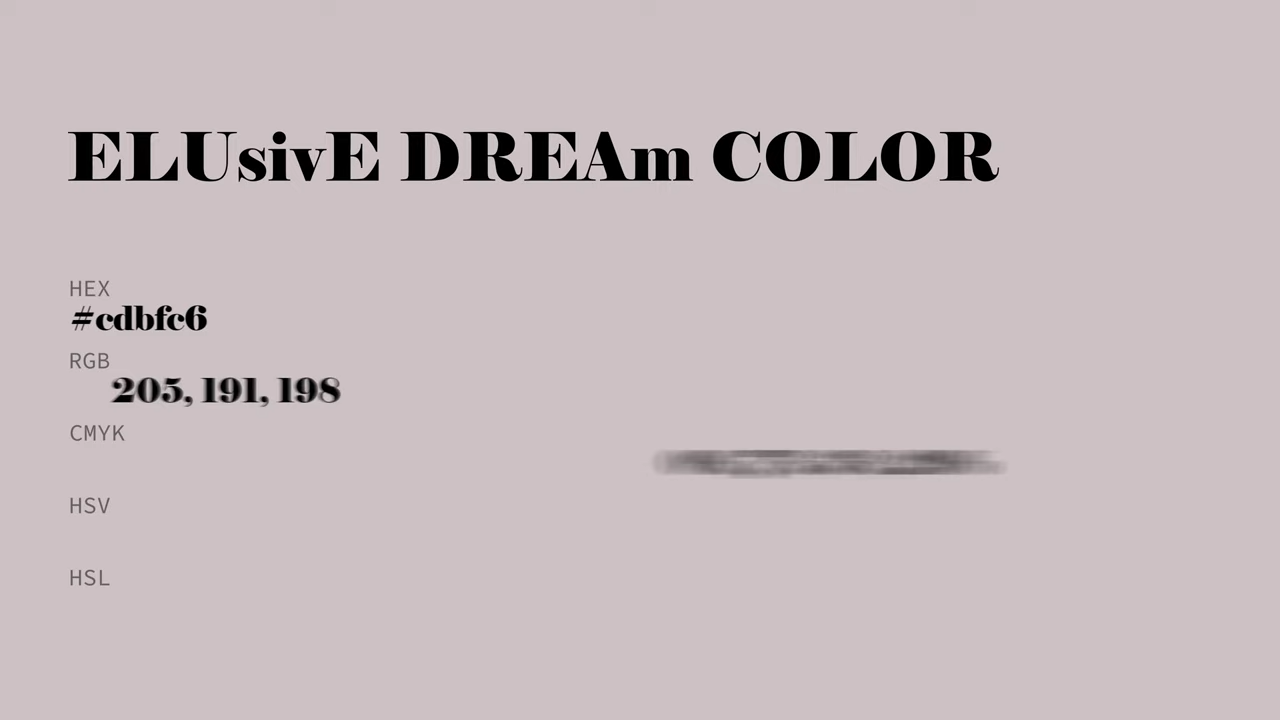 ELUsivE DREAm COLOR
HEX
#cdbfc6
RGB
205, 191, 198
CMYK
HSV
HSL